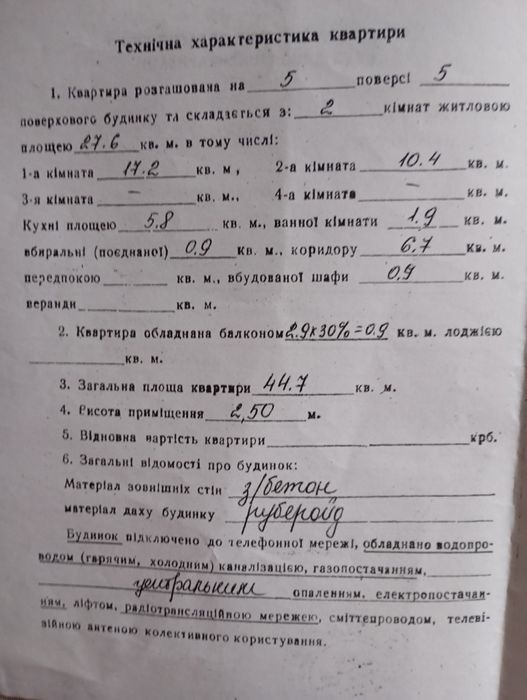 Технічна характеристика квартири
1. Квартира розташована на 5 поверсі 5
поверхового будинку та складається з: 2 кімнат житловою
площею 27.6 кв. м. в тому числі:
1-а кімната 17.2 кв. м, 2-а кімната 10.4 кв. м.
3-я кімната — кв. м., 4-а кімната — кв. м.
Кухні площею 5.8 кв. м., ванної кімнати 1.9 кв. м.
вбиральні (поєднаної) 0.9 кв. м., коридору 6.7 кв. м.
передпокою кв. м., вбудованої шафи 0.9 кв. м.
веранди кв. м.
2. Квартира обладнана балконом 2.9х30%=0.9 кв. м. лоджією
кв. м.
3. Загальна площа квартири 44.7 кв. м.
4. Висота приміщення 2,50 м.
5. Відновна вартість квартири крб.
6. Загальні відомості про будинок:
Матеріал зовнішніх стін з/бетон
матеріал даху будинку рубероїд
Будинок підключено до телефонної мережі, обладнано водопро-
водом (гарячим, холодним) каналізацією, газопостачанням,
центральним опаленням, електропостачан-
ням, ліфтом, радіотрансляційною мережею, сміттєпроводом, телеві-
зійною антеною колективного користування.